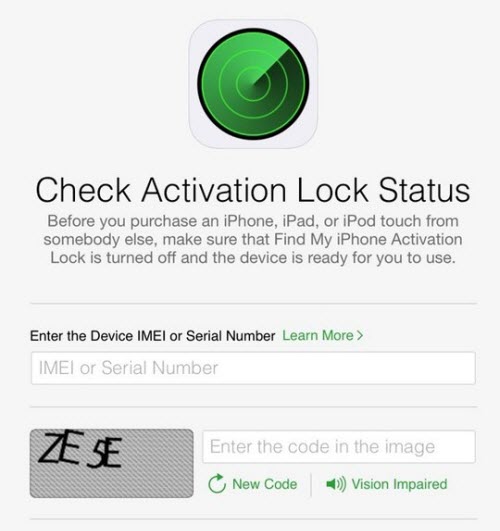 Check Activation Lock Status
Before you purchase an iPhone, iPad, or iPod touch from
somebody else, make sure that Find My iPhone Activation
Lock is turned off and the device is ready for you to use.
Enter the Device IMEI or Serial Number Learn More >
IMEI or Serial Number
ZE5E
Enter the code in the image
New Code
Vision Impaired